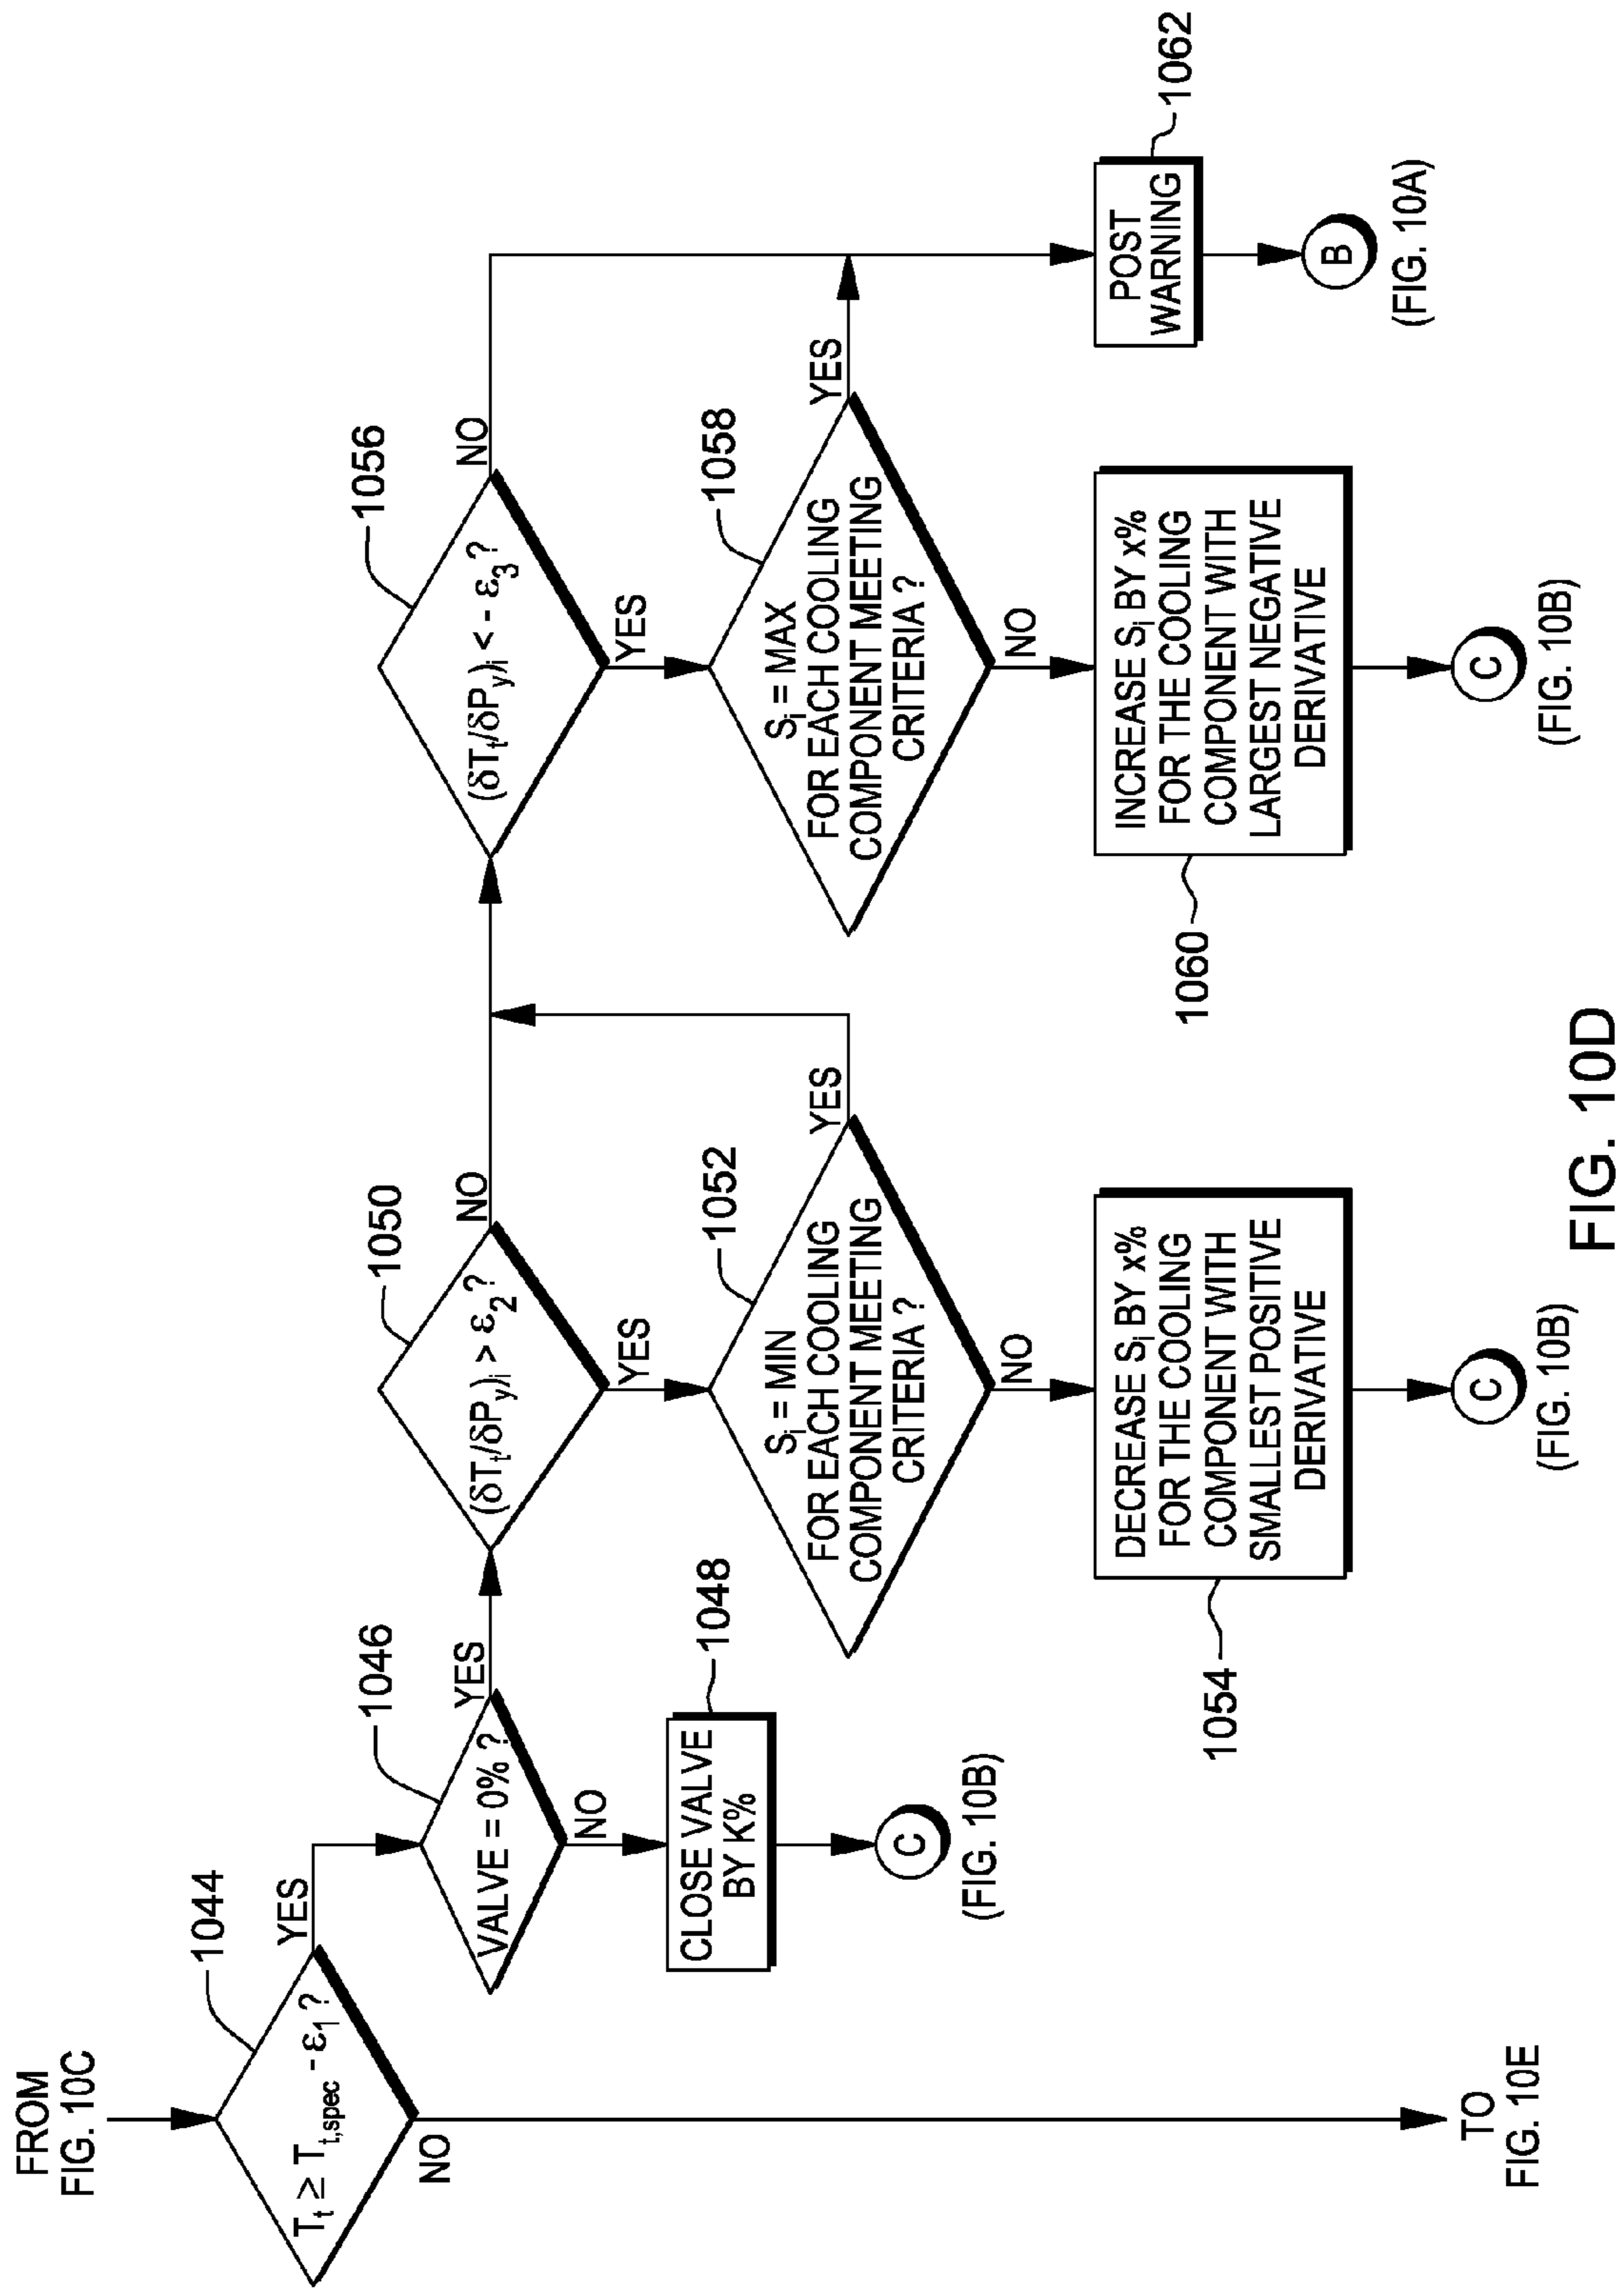 FROM
FIG. 10C
1044
T_t ≥ T_t,spec - ε_1 ?
YES
NO
TO
FIG. 10E
1046
VALVE = 0% ?
YES
NO
1048
CLOSE VALVE
BY K%
C
(FIG. 10B)
1050
(δT_t/δP_y)_i > ε_2 ?
NO
YES
1052
S_i = MIN
FOR EACH COOLING
COMPONENT MEETING
CRITERIA ?
YES
NO
1054
DECREASE S_i BY x%
FOR THE COOLING
COMPONENT WITH
SMALLEST POSITIVE
DERIVATIVE
C
(FIG. 10B)
1056
(δT_t/δP_y)_i < - ε_3 ?
NO
YES
1058
S_i = MAX
FOR EACH COOLING
COMPONENT MEETING
CRITERIA ?
YES
NO
1060
INCREASE S_i BY x%
FOR THE COOLING
COMPONENT WITH
LARGEST NEGATIVE
DERIVATIVE
C
(FIG. 10B)
1062
POST
WARNING
B
(FIG. 10A)
FIG. 10D